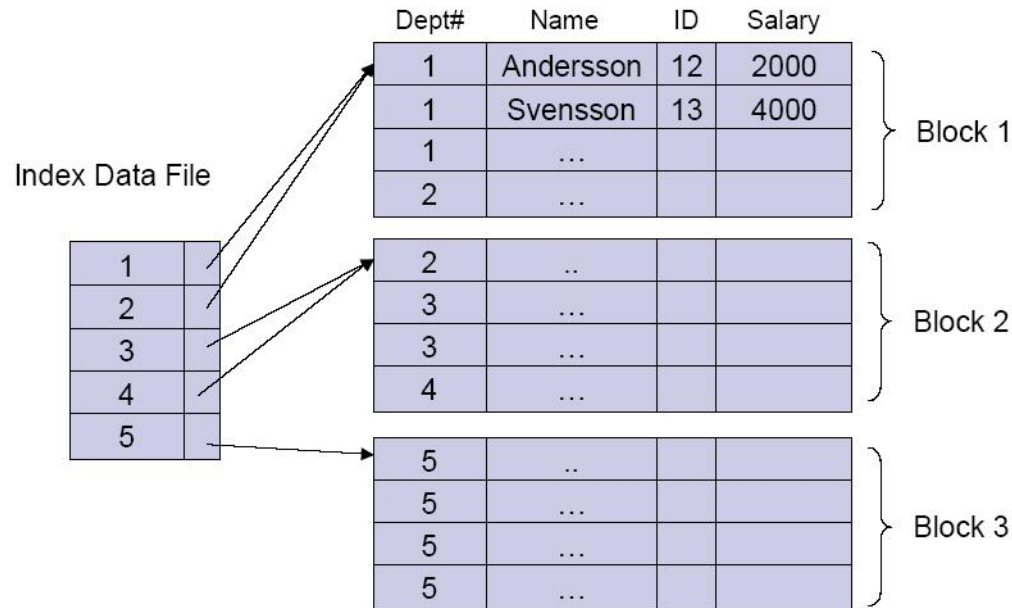 Dept# Name ID Salary
1 Andersson 12 2000
1 Svensson 13 4000
1 ...
2 ...
Block 1
Index Data File
1
2
3
4
5
2 ..
3 ...
3 ...
4 ...
Block 2
5 ..
5 ...
5 ...
5 ...
Block 3